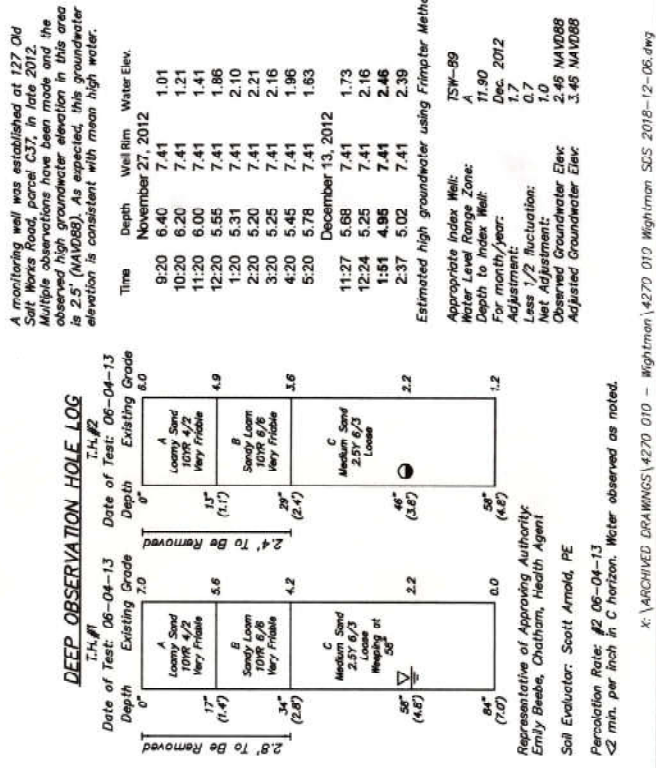 DEEP OBSERVATION HOLE LOG
T.H.#1
Date of Test: 06-04-13
Depth Existing Grade
0" 7.0
A
Loamy Sand
10YR 4/2
Very Friable
17" 5.6
(1.4')
B
Sandy Loam
10YR 6/6
Very Friable
34" 4.2
(2.8')
2.8' To Be Removed
C
Medium Sand
2.5Y 6/3
Loose
Weeping at
58"
58" 2.2
(4.8')
84" 0.0
(7.0')
T.H.#2
Date of Test: 06-04-13
Depth Existing Grade
0" 6.0
A
Loamy Sand
10YR 4/2
Very Friable
13" 4.9
(1.1')
B
Sandy Loam
10YR 6/6
Very Friable
29" 3.6
(2.4')
2.4' To Be Removed
C
Medium Sand
2.5Y 6/3
Loose
46" 2.2
(3.8')
58" 1.2
(4.8')
Representative of Approving Authority:
Emily Beebe, Chatham, Health Agent
Soil Evaluator: Scott Arnold, PE
Percolation Rate: #2 06-04-13
<2 min. per inch in C horizon. Water observed as noted.
A monitoring well was established at 127 Old
Salt Works Road, parcel C37, in late 2012.
Multiple observations have been made and the
observed high groundwater elevation in this area
is 2.5' (NAVD88). As expected, this groundwater
elevation is consistent with mean high water.
Time Depth Well Rim Water Elev.
November 27, 2012
9:20 6.40 7.41 1.01
10:20 6.20 7.41 1.21
11:20 6.00 7.41 1.41
12:20 5.55 7.41 1.86
1:20 5.31 7.41 2.10
2:20 5.20 7.41 2.21
3:20 5.25 7.41 2.16
4:20 5.45 7.41 1.96
5:20 5.78 7.41 1.63
December 13, 2012
11:27 5.68 7.41 1.73
12:24 5.25 7.41 2.16
1:51 4.95 7.41 2.46
2:37 5.02 7.41 2.39
Estimated high groundwater using Frimpter Metho
Appropriate Index Well: TSW-89
Water Level Range Zone: A
Depth to Index Well: 11.90
For month/year: Dec. 2012
Adjustment: 1.7
Less 1/2 fluctuation: 0.7
Net Adjustment: 1.0
Observed Groundwater Elev: 2.45 NAVD88
Adjusted Groundwater Elev: 3.45 NAVD88
X: \ARCHIVED DRAWINGS\4270 010 - Wightman\4270 010 Wightman SDS 2018-12-06.dwg